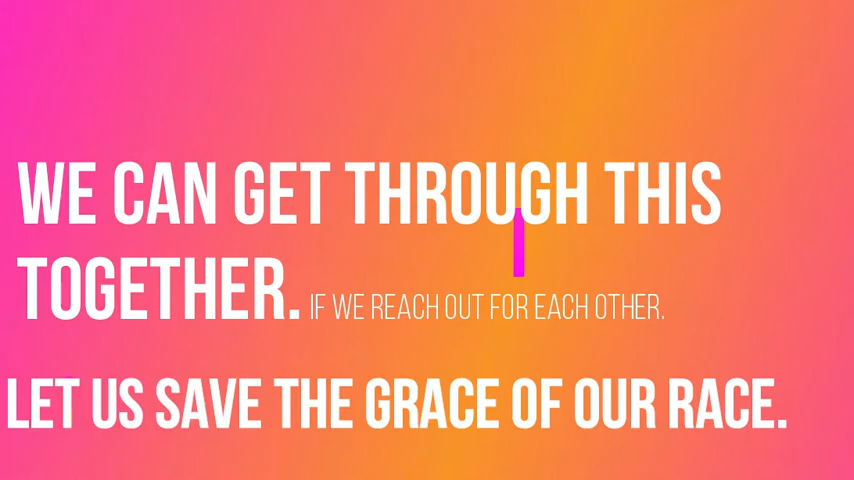 WE CAN GET THROUGH THIS
TOGETHER. IF WE REACH OUT FOR EACH OTHER.
LET US SAVE THE GRACE OF OUR RACE.